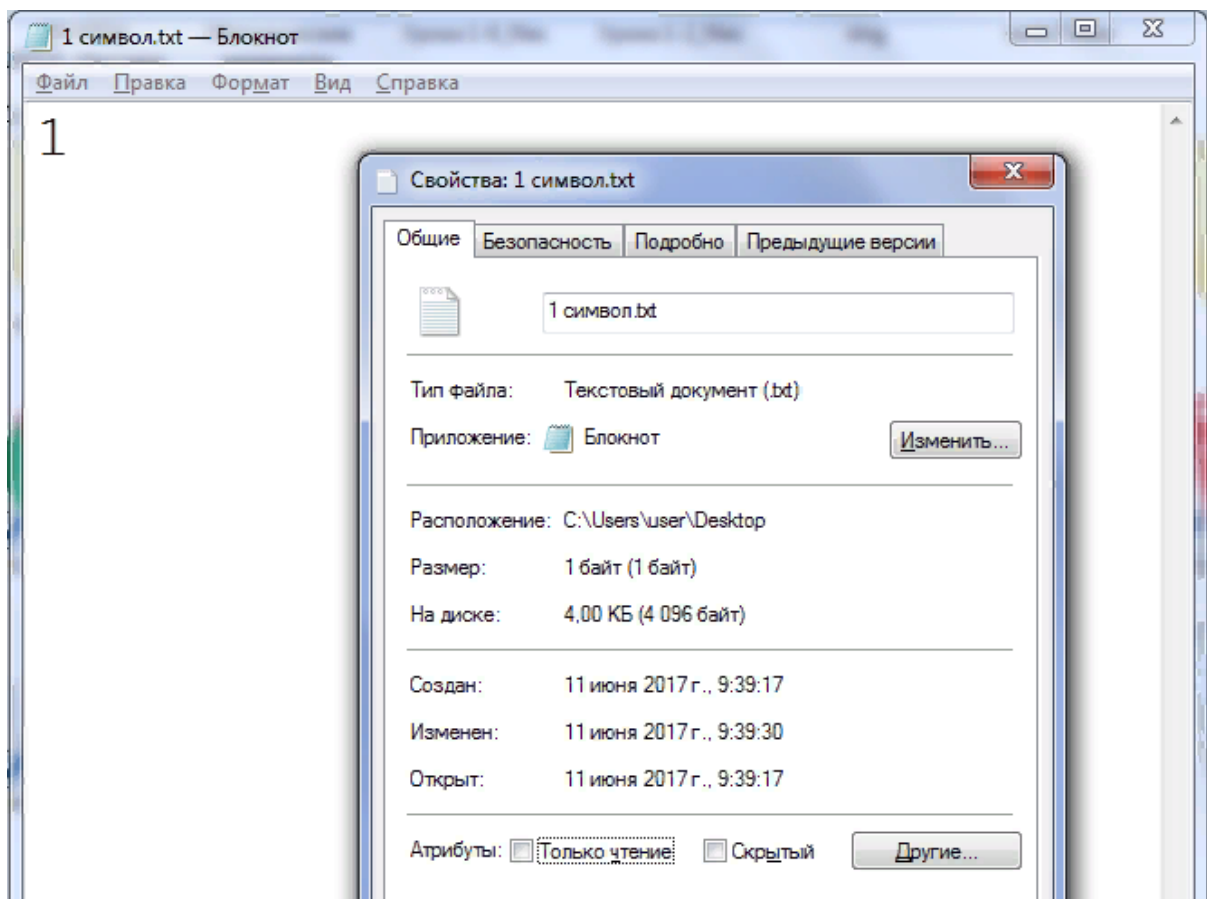 1 символ.txt — Блокнот
Файл Правка Формат Вид Справка
1
Свойства: 1 символ.txt
Общие Безопасность Подробно Предыдущие версии
1 символ.txt
Тип файла: Текстовый документ (.txt)
Приложение: Блокнот Изменить...
Расположение: C:\Users\user\Desktop
Размер: 1 байт (1 байт)
На диске: 4,00 КБ (4 096 байт)
Создан: 11 июня 2017 г., 9:39:17
Изменен: 11 июня 2017 г., 9:39:30
Открыт: 11 июня 2017 г., 9:39:17
Атрибуты: Только чтение Скрытый Другие...